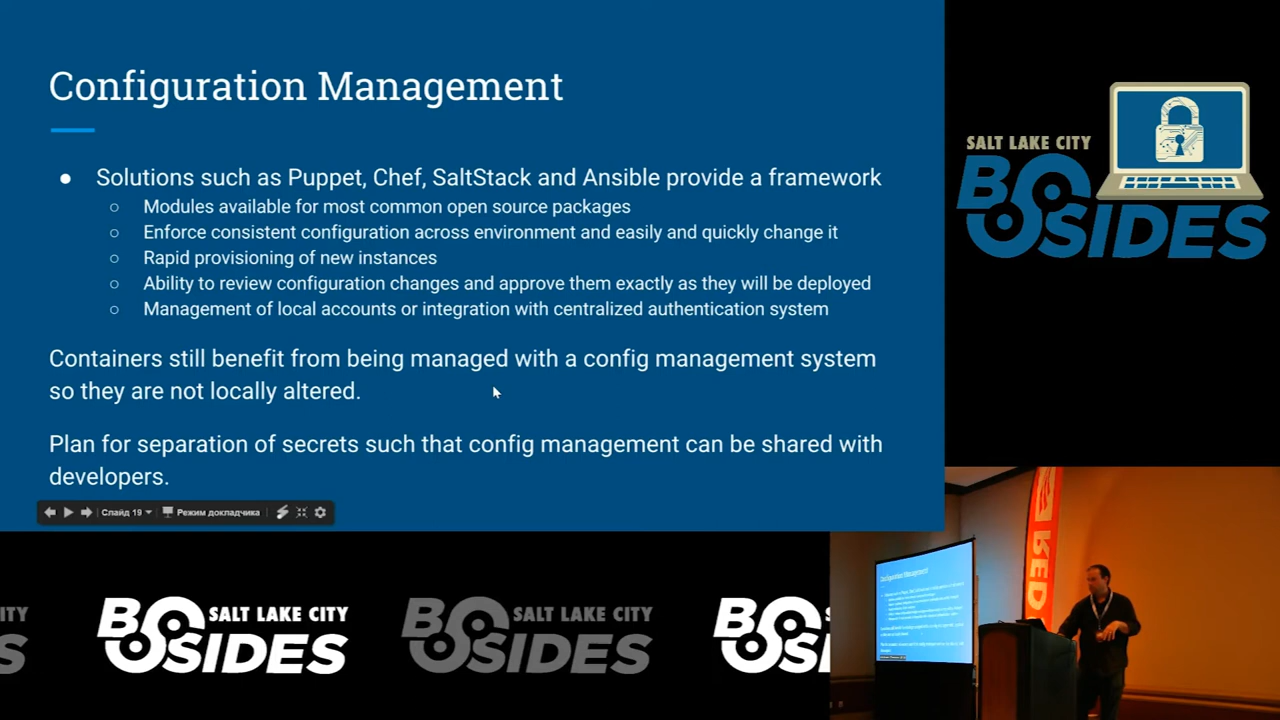 Configuration Management
● Solutions such as Puppet, Chef, SaltStack and Ansible provide a framework
○ Modules available for most common open source packages
○ Enforce consistent configuration across environment and easily and quickly change it
○ Rapid provisioning of new instances
○ Ability to review configuration changes and approve them exactly as they will be deployed
○ Management of local accounts or integration with centralized authentication system
Containers still benefit from being managed with a config management system
so they are not locally altered.
Plan for separation of secrets such that config management can be shared with
developers.
Слайд 19
Режим докладчика
SALT LAKE CITY
BSIDES
RED
Configuration Management
ITY
S
SALT LAKE CITY
BSIDES
SALT LAKE CITY
BSIDES
BS